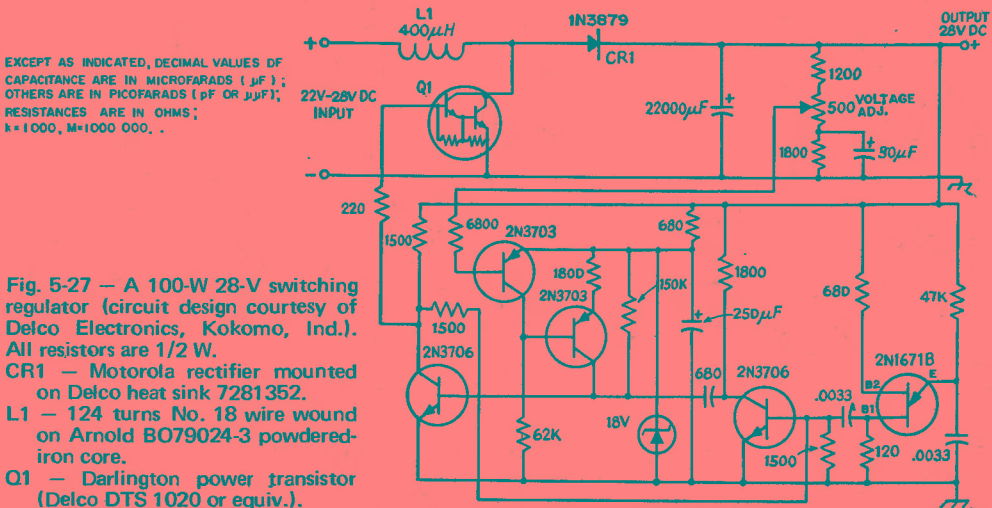 L1
400µH
1N3879
CR1
OUTPUT
28V DC
+
+
EXCEPT AS INDICATED, DECIMAL VALUES OF
CAPACITANCE ARE IN MICROFARADS ( µF ) ;
OTHERS ARE IN PICOFARADS ( pF OR µµF);
RESISTANCES ARE IN OHMS;
k=1000, M=1000 000. .
22V-28V DC
INPUT
Q1
22000µF
+
1200
500
VOLTAGE
ADJ.
1800
+
50µF
-
220
1500
6800
2N3703
680
180D
2N3703
150K
1800
68D
47K
+
25DµF
1500
2N3706
680
2N3706
2N1671B
E
B2
B1
.0033
62K
18V
1500
120
.0033
Fig. 5-27 — A 100-W 28-V switching
regulator (circuit design courtesy of
Delco Electronics, Kokomo, Ind.).
All resistors are 1/2 W.
CR1 — Motorola rectifier mounted
on Delco heat sink 7281352.
L1 — 124 turns No. 18 wire wound
on Arnold BO79024-3 powdered-
iron core.
Q1 — Darlington power transistor
(Delco DTS 1020 or equiv.).